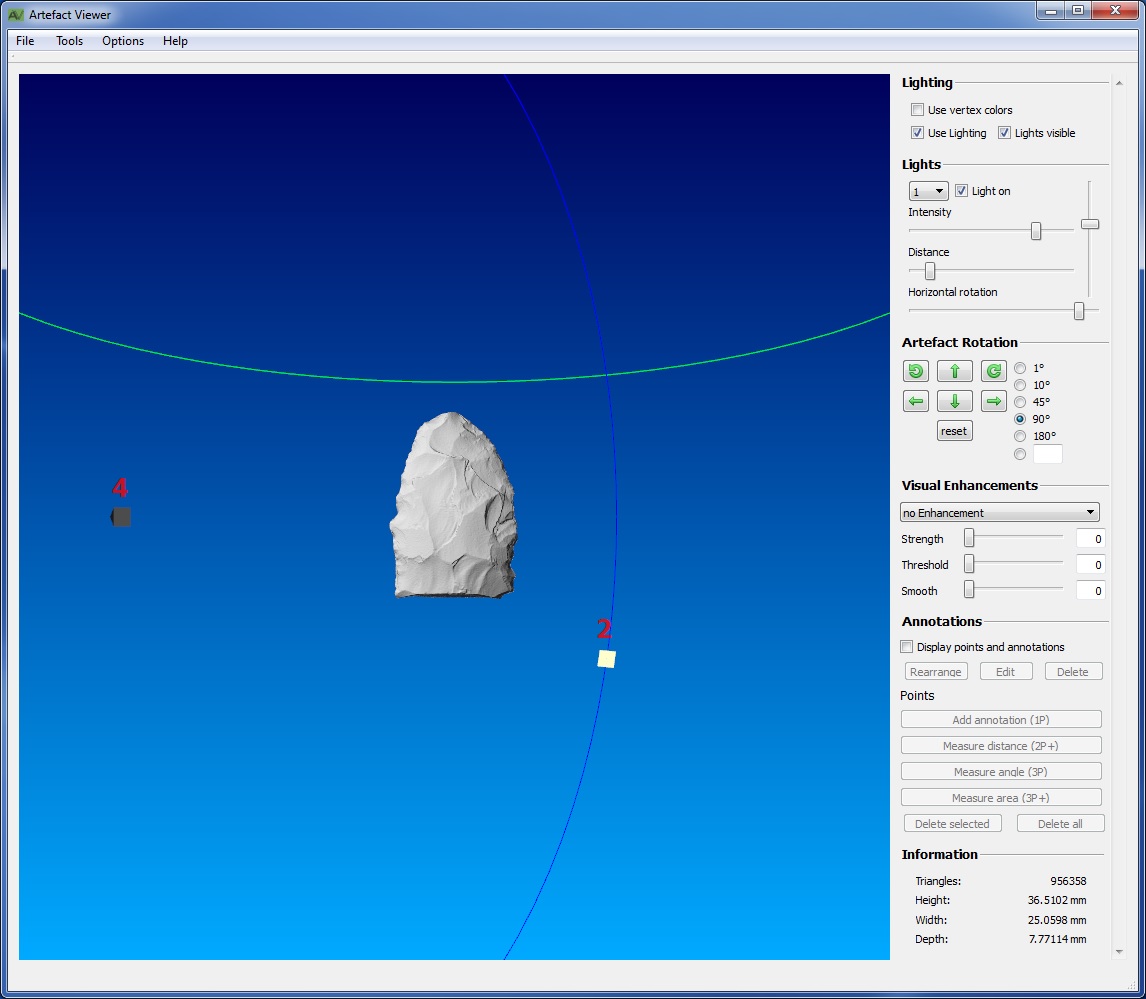 AV Artefact Viewer
File Tools Options Help
4
2
Lighting
Use vertex colors
Use Lighting Lights visible
Lights
1 Light on
Intensity
Distance
Horizontal rotation
Artefact Rotation
1°
10°
45°
90°
180°
reset
Visual Enhancements
no Enhancement
Strength 0
Threshold 0
Smooth 0
Annotations
Display points and annotations
Rearrange Edit Delete
Points
Add annotation (1P)
Measure distance (2P+)
Measure angle (3P)
Measure area (3P+)
Delete selected Delete all
Information
Triangles: 956358
Height: 36.5102 mm
Width: 25.0598 mm
Depth: 7.77114 mm